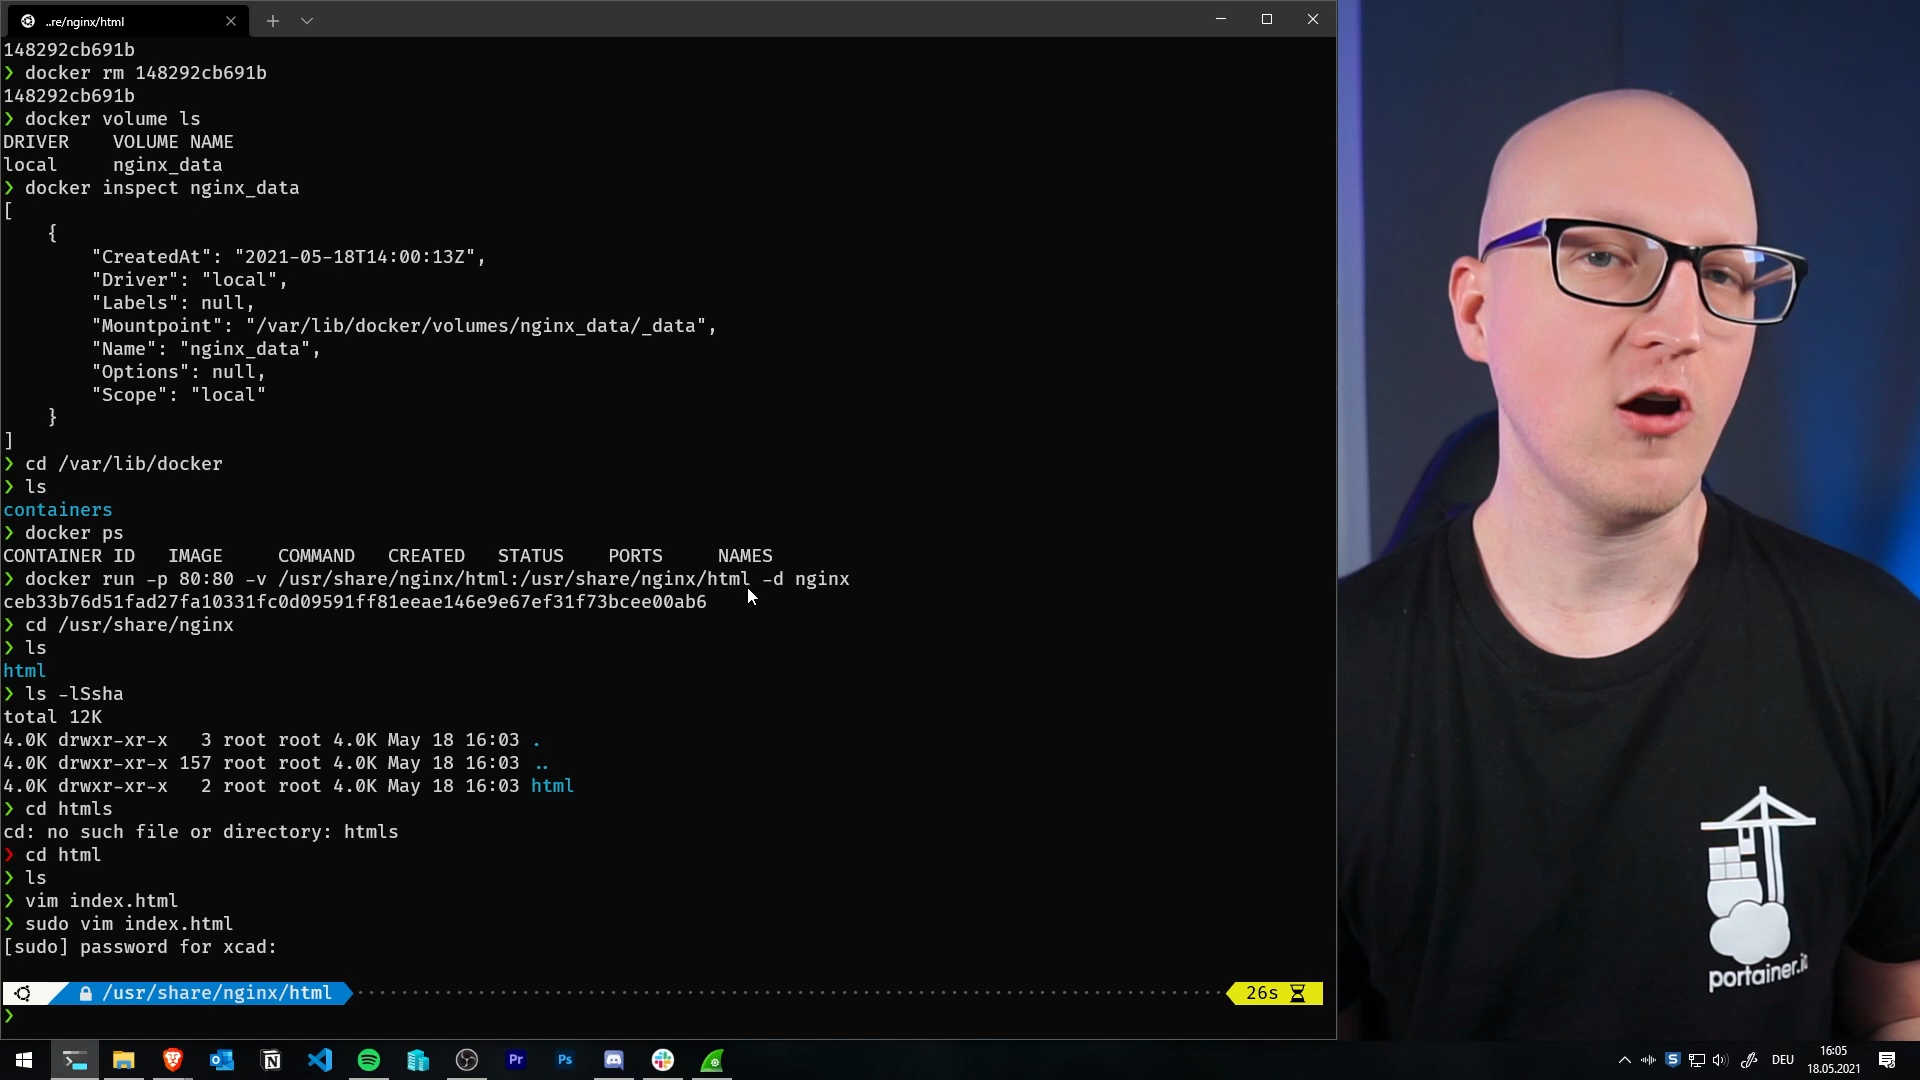 ..re/nginx/html
148292cb691b
❯ docker rm 148292cb691b
148292cb691b
❯ docker volume ls
DRIVER    VOLUME NAME
local     nginx_data
❯ docker inspect nginx_data
[
    {
        "CreatedAt": "2021-05-18T14:00:13Z",
        "Driver": "local",
        "Labels": null,
        "Mountpoint": "/var/lib/docker/volumes/nginx_data/_data",
        "Name": "nginx_data",
        "Options": null,
        "Scope": "local"
    }
]
❯ cd /var/lib/docker
❯ ls
containers
❯ docker ps
CONTAINER ID   IMAGE     COMMAND   CREATED   STATUS    PORTS     NAMES
❯ docker run -p 80:80 -v /usr/share/nginx/html:/usr/share/nginx/html -d nginx
ceb33b76d51fad27fa10331fc0d09591ff81eeae146e9e67ef31f73bcee00ab6
❯ cd /usr/share/nginx
❯ ls
html
❯ ls -lSsha
total 12K
4.0K drwxr-xr-x   3 root root 4.0K May 18 16:03 .
4.0K drwxr-xr-x 157 root root 4.0K May 18 16:03 ..
4.0K drwxr-xr-x   2 root root 4.0K May 18 16:03 html
❯ cd htmls
cd: no such file or directory: htmls
❯ cd html
❯ ls
❯ vim index.html
❯ sudo vim index.html
[sudo] password for xcad:
/usr/share/nginx/html
26s
❯
portainer.io
Pr
Ps
DEU
16:05
18.05.2021